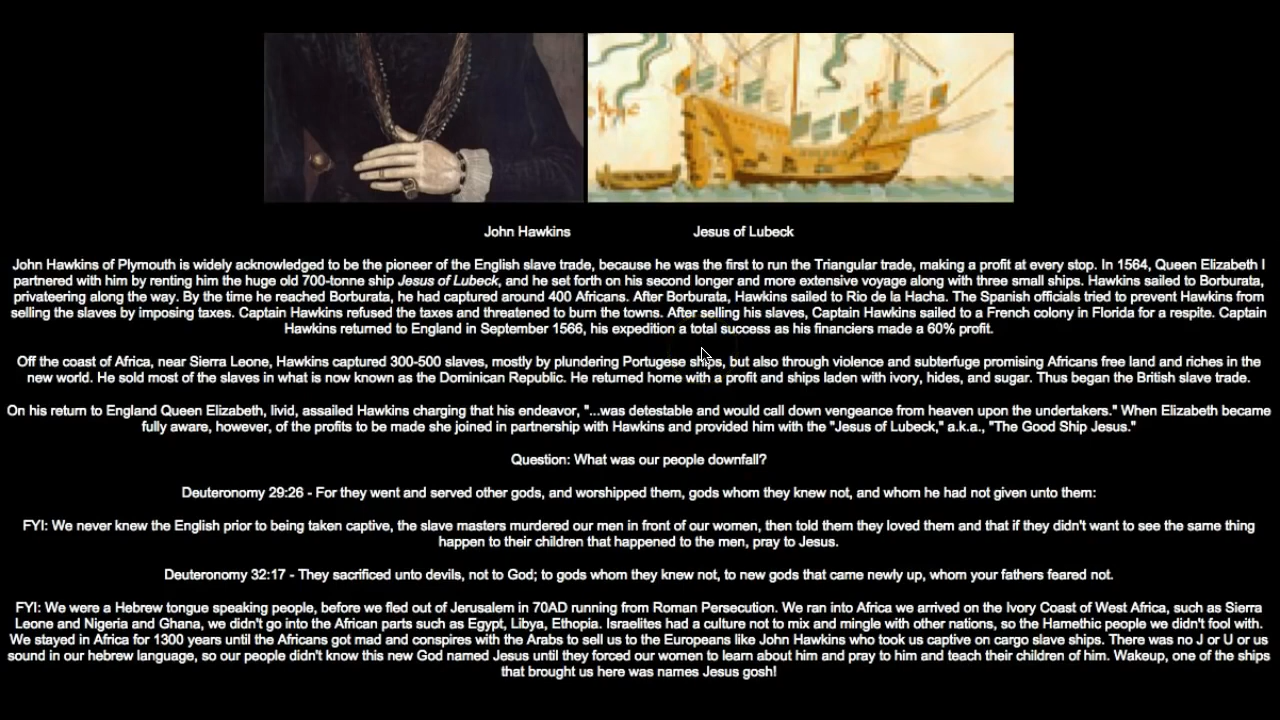 John Hawkins Jesus of Lubeck
John Hawkins of Plymouth is widely acknowledged to be the pioneer of the English slave trade, because he was the first to run the Triangular trade, making a profit at every stop. In 1564, Queen Elizabeth I
partnered with him by renting him the huge old 700-tonne ship Jesus of Lubeck, and he set forth on his second longer and more extensive voyage along with three small ships. Hawkins sailed to Borburata,
privateering along the way. By the time he reached Borburata, he had captured around 400 Africans. After Borburata, Hawkins sailed to Rio de la Hacha. The Spanish officials tried to prevent Hawkins from
selling the slaves by imposing taxes. Captain Hawkins refused the taxes and threatened to burn the towns. After selling his slaves, Captain Hawkins sailed to a French colony in Florida for a respite. Captain
Hawkins returned to England in September 1566, his expedition a total success as his financiers made a 60% profit.
Off the coast of Africa, near Sierra Leone, Hawkins captured 300-500 slaves, mostly by plundering Portugese ships, but also through violence and subterfuge promising Africans free land and riches in the
new world. He sold most of the slaves in what is now known as the Dominican Republic. He returned home with a profit and ships laden with ivory, hides, and sugar. Thus began the British slave trade.
On his return to England Queen Elizabeth, livid, assailed Hawkins charging that his endeavor, "...was detestable and would call down vengeance from heaven upon the undertakers." When Elizabeth became
fully aware, however, of the profits to be made she joined in partnership with Hawkins and provided him with the "Jesus of Lubeck," a.k.a., "The Good Ship Jesus."
Question: What was our people downfall?
Deuteronomy 29:26 - For they went and served other gods, and worshipped them, gods whom they knew not, and whom he had not given unto them:
FYI: We never knew the English prior to being taken captive, the slave masters murdered our men in front of our women, then told them they loved them and that if they didn't want to see the same thing
happen to their children that happened to the men, pray to Jesus.
Deuteronomy 32:17 - They sacrificed unto devils, not to God; to gods whom they knew not, to new gods that came newly up, whom your fathers feared not.
FYI: We were a Hebrew tongue speaking people, before we fled out of Jerusalem in 70AD running from Roman Persecution. We ran into Africa we arrived on the Ivory Coast of West Africa, such as Sierra
Leone and Nigeria and Ghana, we didn't go into the African parts such as Egypt, Libya, Ethopia. Israelites had a culture not to mix and mingle with other nations, so the Hamethic people we didn't fool with.
We stayed in Africa for 1300 years until the Africans got mad and conspires with the Arabs to sell us to the Europeans like John Hawkins who took us captive on cargo slave ships. There was no J or U or us
sound in our hebrew language, so our people didn't know this new God named Jesus until they forced our women to learn about him and pray to him and teach their children of him. Wakeup, one of the ships
that brought us here was names Jesus gosh!